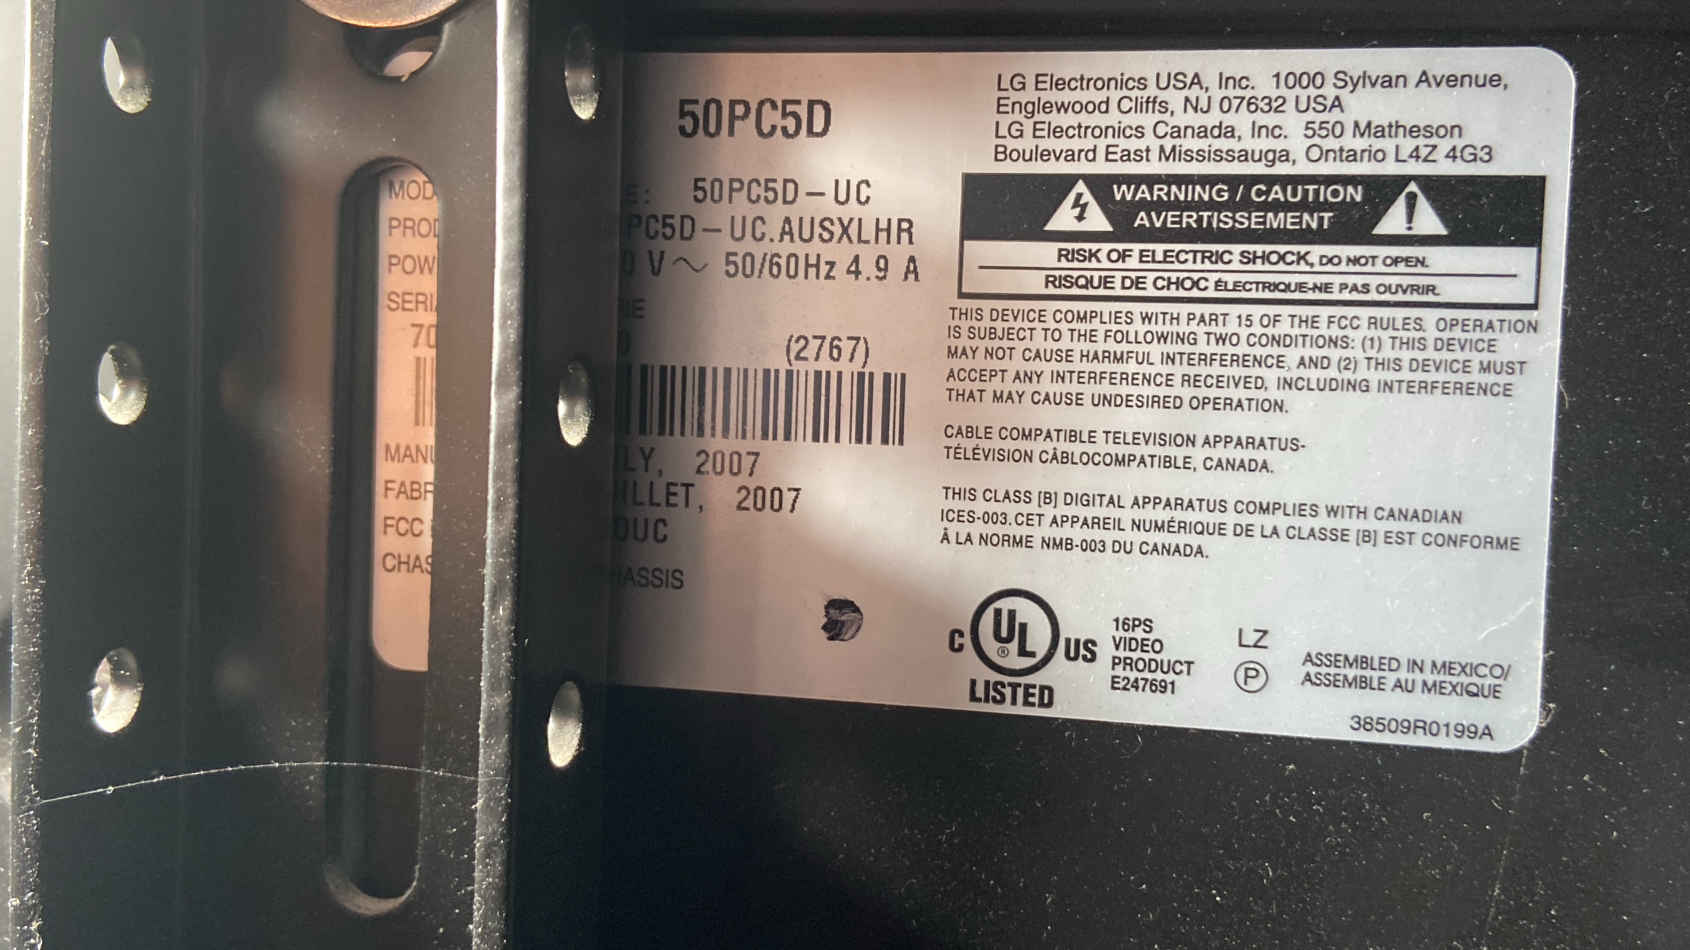 50PC5D
MOD E: 50PC5D-UC
PROD PC5D-UC.AUSXLHR
POW 0 V~ 50/60Hz 4.9 A
SERI IE
70 0 (2767)
MANU LY, 2007
FABR ILLET, 2007
FCC OUC
CHAS HASSIS
LG Electronics USA, Inc. 1000 Sylvan Avenue,
Englewood Cliffs, NJ 07632 USA
LG Electronics Canada, Inc. 550 Matheson
Boulevard East Mississauga, Ontario L4Z 4G3
WARNING / CAUTION
AVERTISSEMENT
RISK OF ELECTRIC SHOCK, DO NOT OPEN.
RISQUE DE CHOC ÉLECTRIQUE-NE PAS OUVRIR.
THIS DEVICE COMPLIES WITH PART 15 OF THE FCC RULES. OPERATION
IS SUBJECT TO THE FOLLOWING TWO CONDITIONS: (1) THIS DEVICE
MAY NOT CAUSE HARMFUL INTERFERENCE, AND (2) THIS DEVICE MUST
ACCEPT ANY INTERFERENCE RECEIVED, INCLUDING INTERFERENCE
THAT MAY CAUSE UNDESIRED OPERATION.
CABLE COMPATIBLE TELEVISION APPARATUS-
TÉLÉVISION CÂBLOCOMPATIBLE, CANADA.
THIS CLASS [B] DIGITAL APPARATUS COMPLIES WITH CANADIAN
ICES-003.CET APPAREIL NUMÉRIQUE DE LA CLASSE [B] EST CONFORME
À LA NORME NMB-003 DU CANADA.
C UL ® US
LISTED
16PS
VIDEO
PRODUCT
E247691
LZ
P
ASSEMBLED IN MEXICO/
ASSEMBLE AU MEXIQUE
38509R0199A